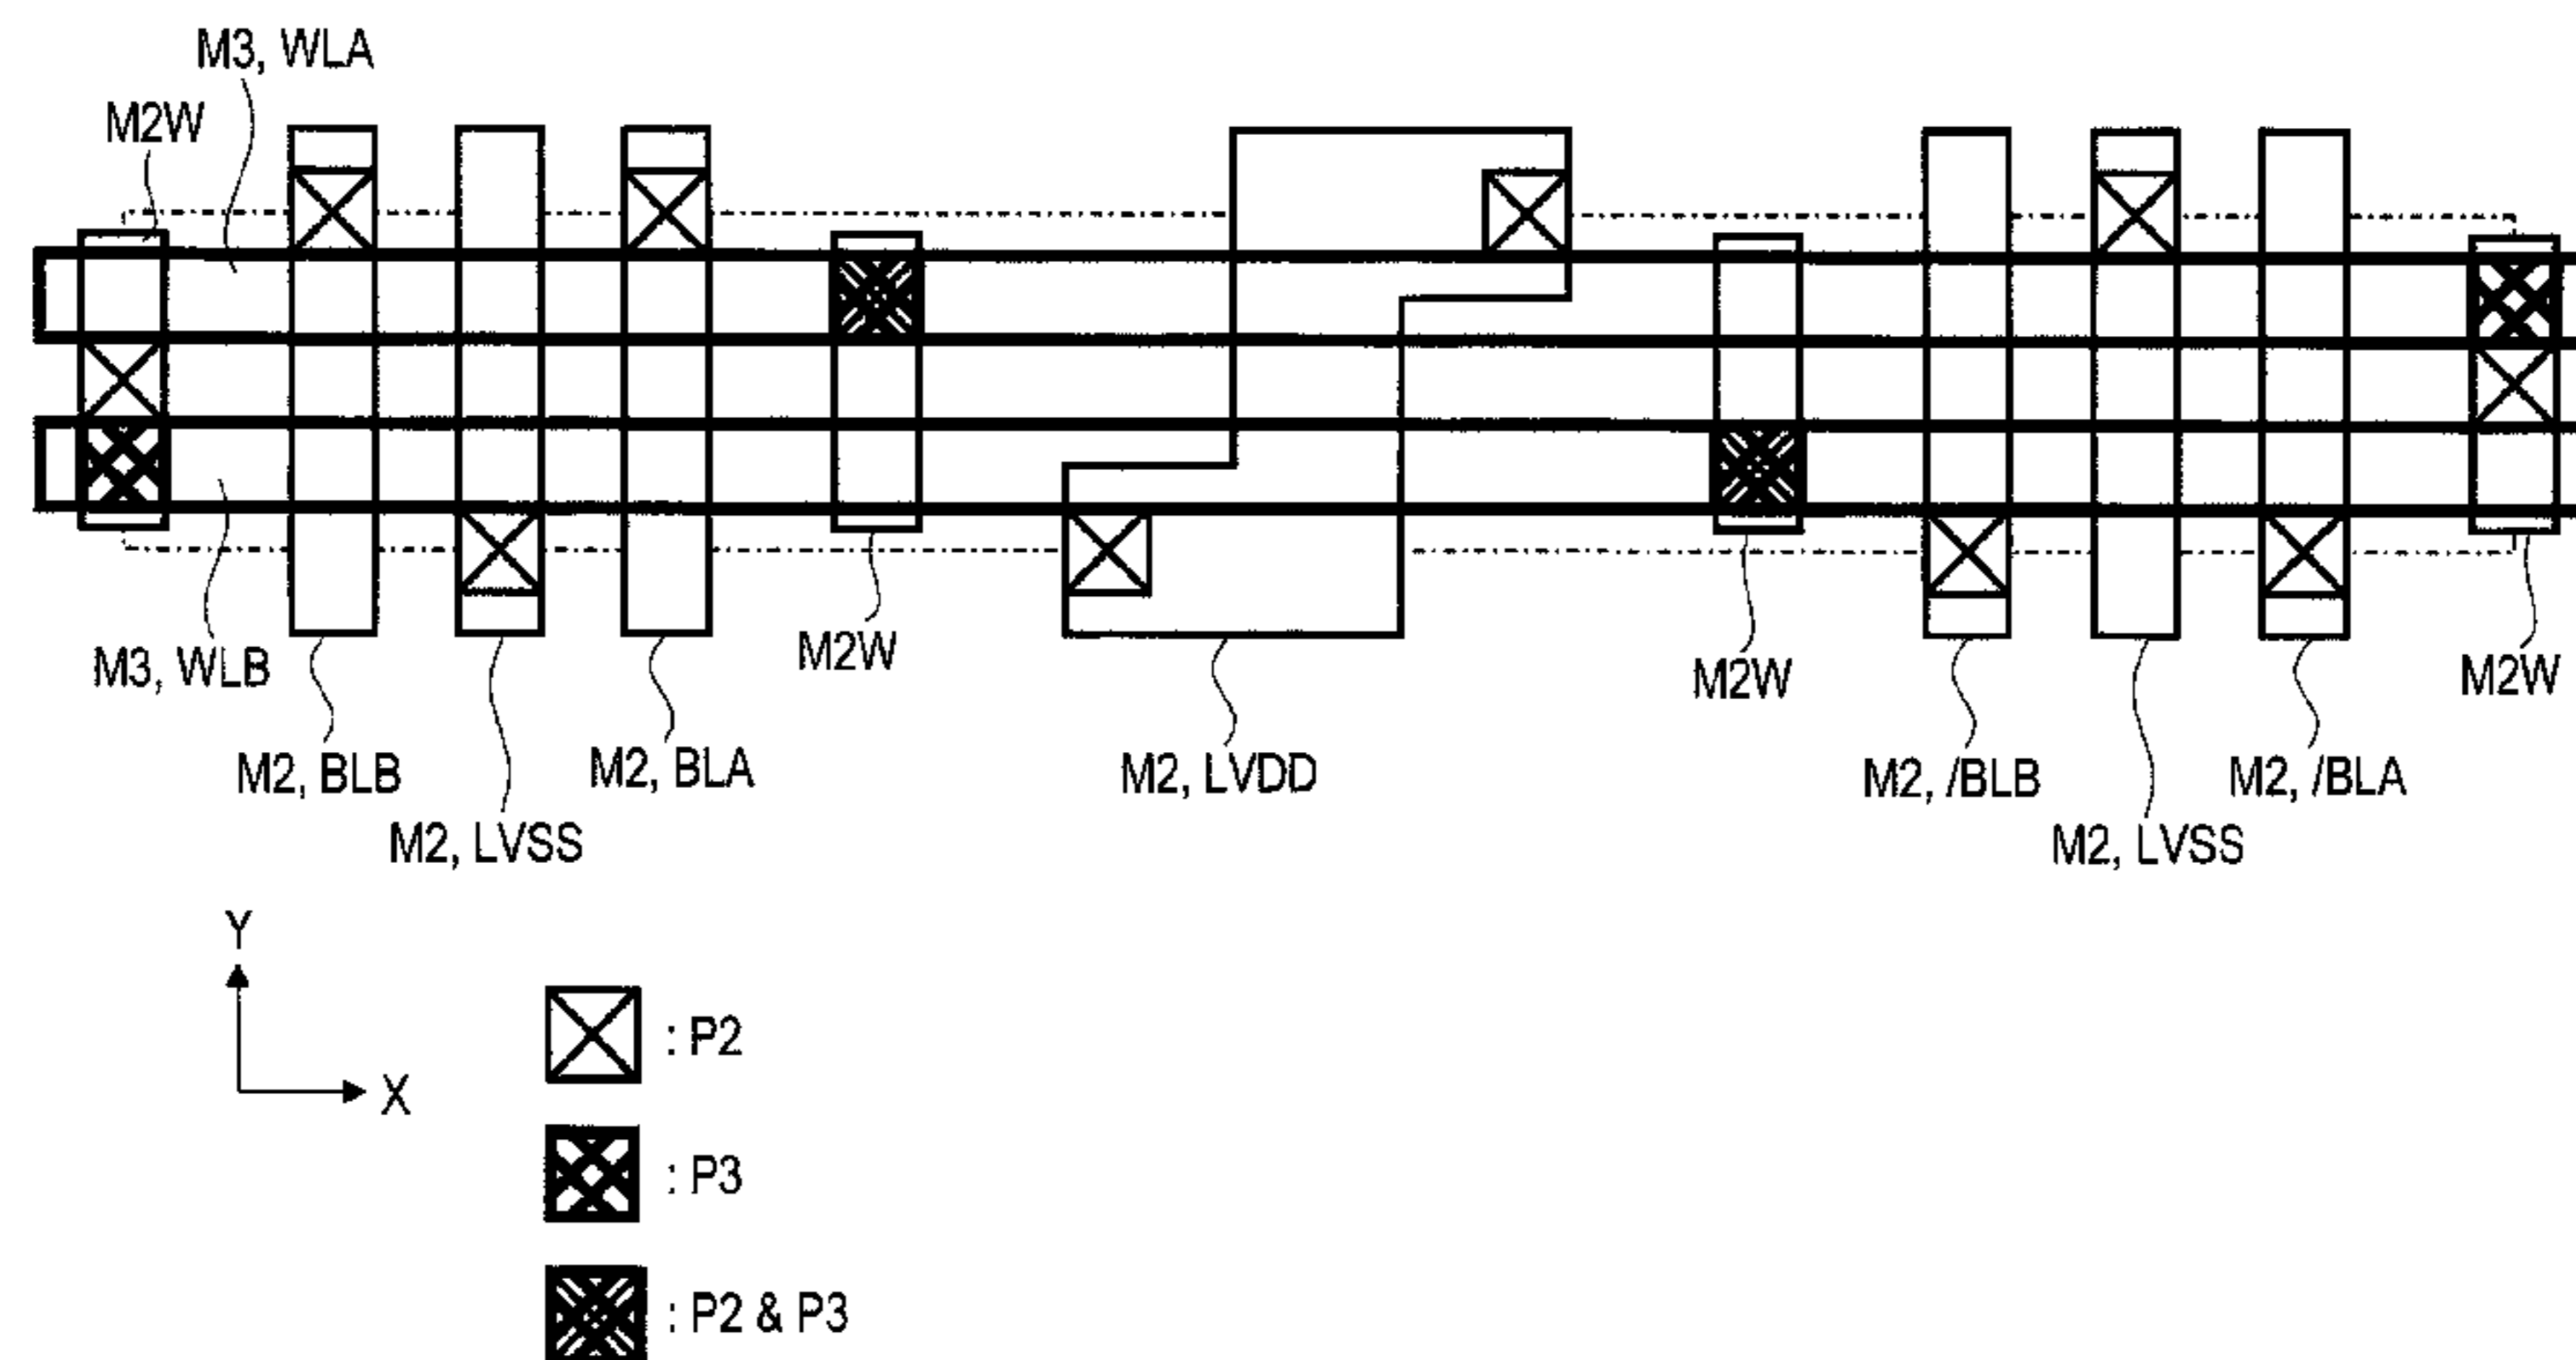 M3, WLA
M2W
M3, WLB
M2W
M2W
M2W
M2, BLB
M2, BLA
M2, LVDD
M2, /BLB
M2, /BLA
M2, LVSS
M2, LVSS
Y
X
: P2
: P3
: P2 & P3